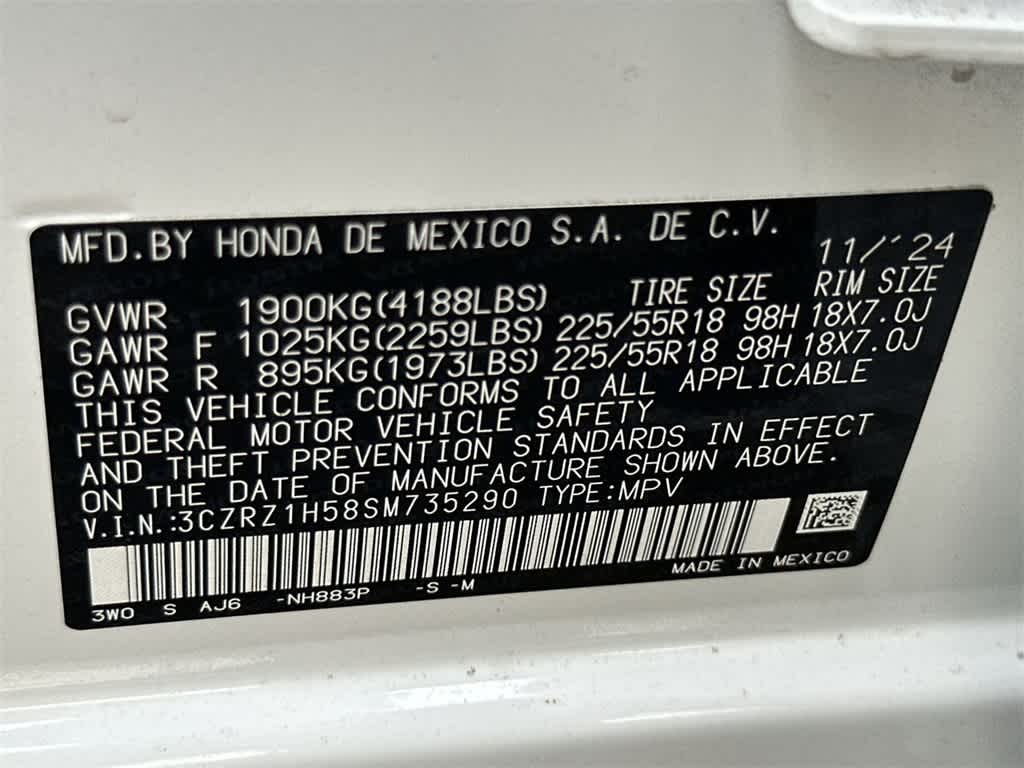 MFD.BY HONDA DE MEXICO S.A. DE C.V. 11/'24
TIRE SIZE RIM SIZE
GVWR 1900KG(4188LBS)
GAWR F 1025KG(2259LBS) 225/55R18 98H 18X7.0J
GAWR R 895KG(1973LBS) 225/55R18 98H 18X7.0J
THIS VEHICLE CONFORMS TO ALL APPLICABLE
FEDERAL MOTOR VEHICLE SAFETY
AND THEFT PREVENTION STANDARDS IN EFFECT
ON THE DATE OF MANUFACTURE SHOWN ABOVE.
V.I.N.:3CZRZ1H58SM735290 TYPE:MPV
MADE IN MEXICO
3WO S AJ6 -NH883P -S -M